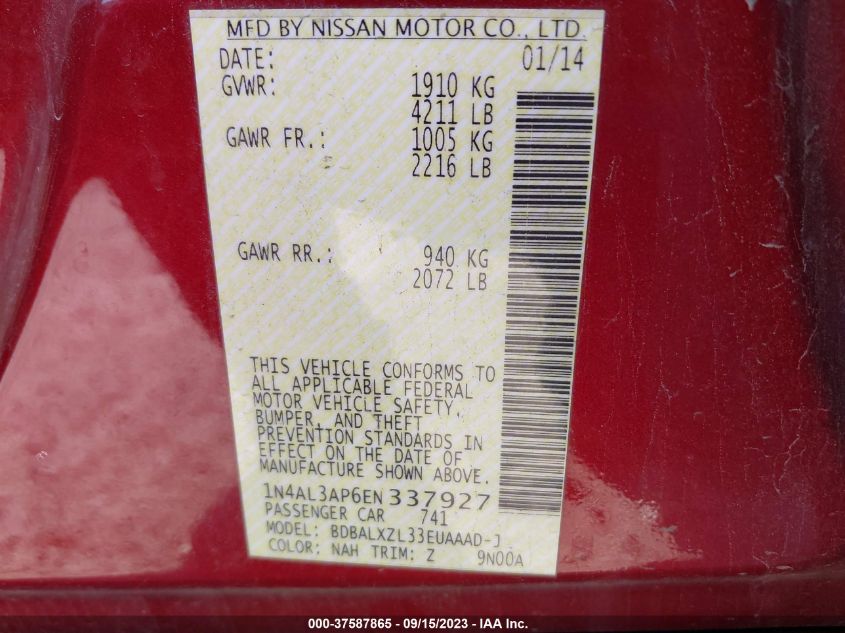 MFD BY NISSAN MOTOR CO., LTD.
DATE: 01/14
GVWR: 1910 KG
4211 LB
GAWR FR.: 1005 KG
2216 LB
GAWR RR.: 940 KG
2072 LB
THIS VEHICLE CONFORMS TO
ALL APPLICABLE FEDERAL
MOTOR VEHICLE SAFETY,
BUMPER, AND THEFT
PREVENTION STANDARDS IN
EFFECT ON THE DATE OF
MANUFACTURE SHOWN ABOVE.
1N4AL3AP6EN337927
PASSENGER CAR 741
MODEL: BDBALXZL33EUAAAD-J
COLOR: NAH TRIM: Z 9N00A
000-37587865 - 09/15/2023 - IAA Inc.